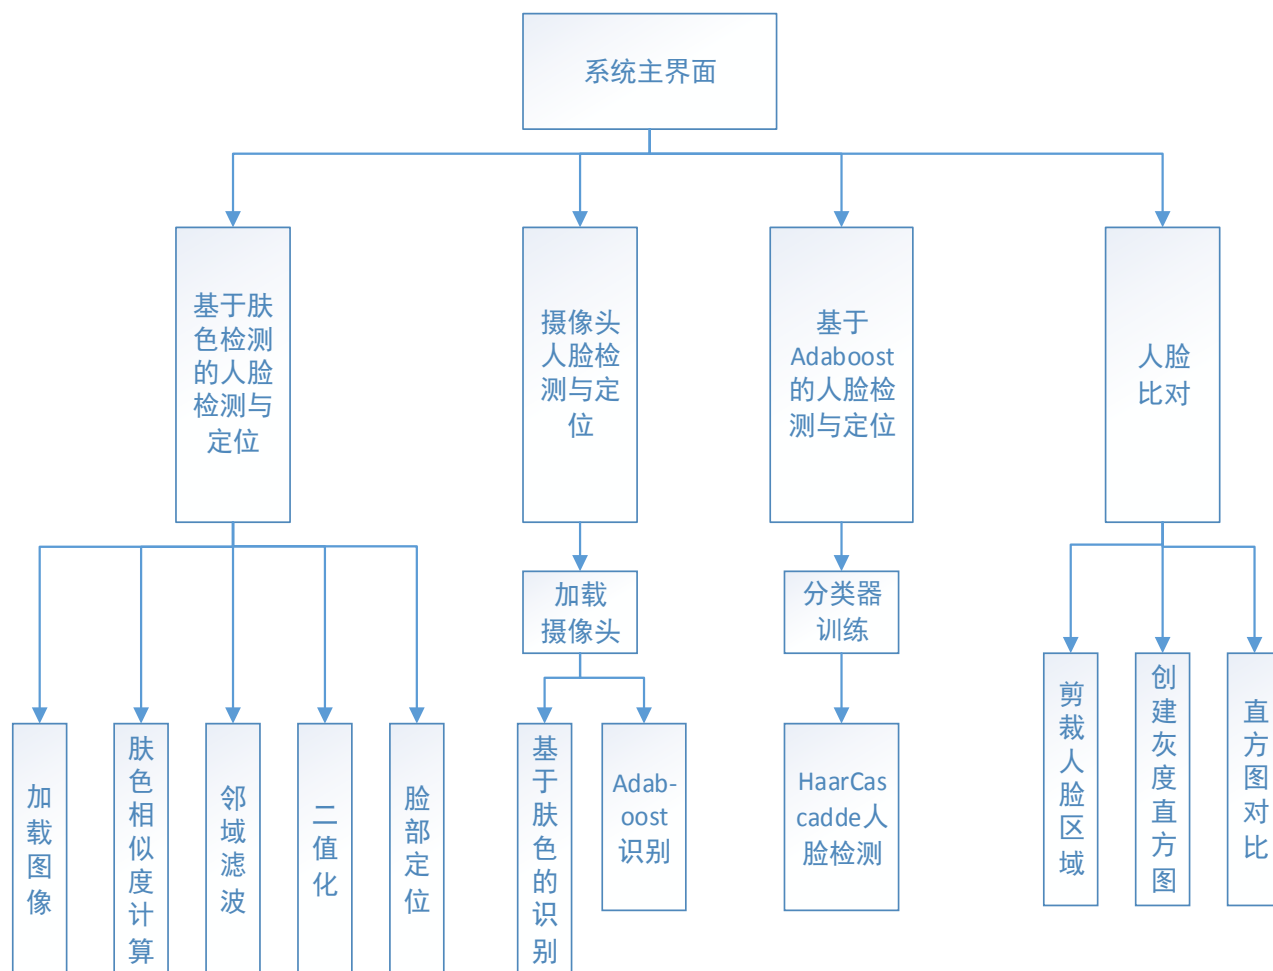 系统主界面
基于肤
色检测
的人脸
检测与
定位
摄像头
人脸检
测与定
位
基于
Adaboost
的人脸检
测与定位
人脸
比对
加载
摄像头
分类器
训练
加载图像
肤色相似度计算
邻域滤波
二值化
脸部定位
基于肤色的识别
Adab-
oost
识别
HaarCas
cadde人
脸检测
剪裁人脸区域
创建灰度直方图
直方图对比